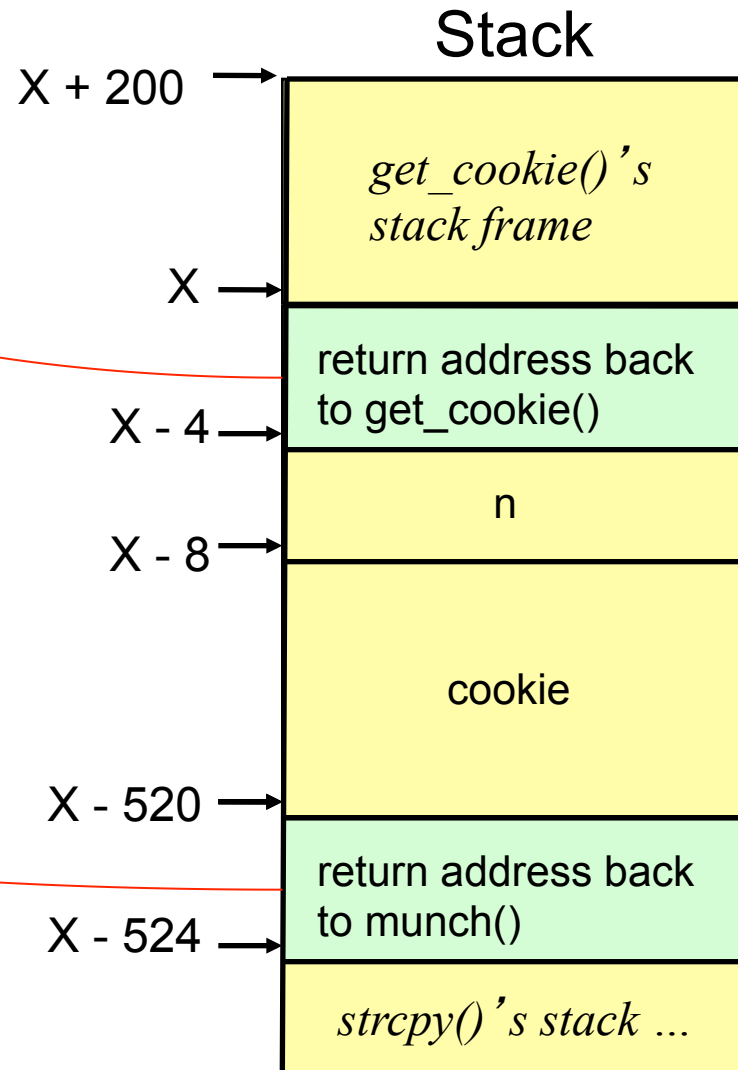 Stack
X + 200
get_cookie()’s
stack frame
X
return address back
to get_cookie()
X - 4
n
X - 8
cookie
X - 520
return address back
to munch()
X - 524
strcpy()’s stack ...